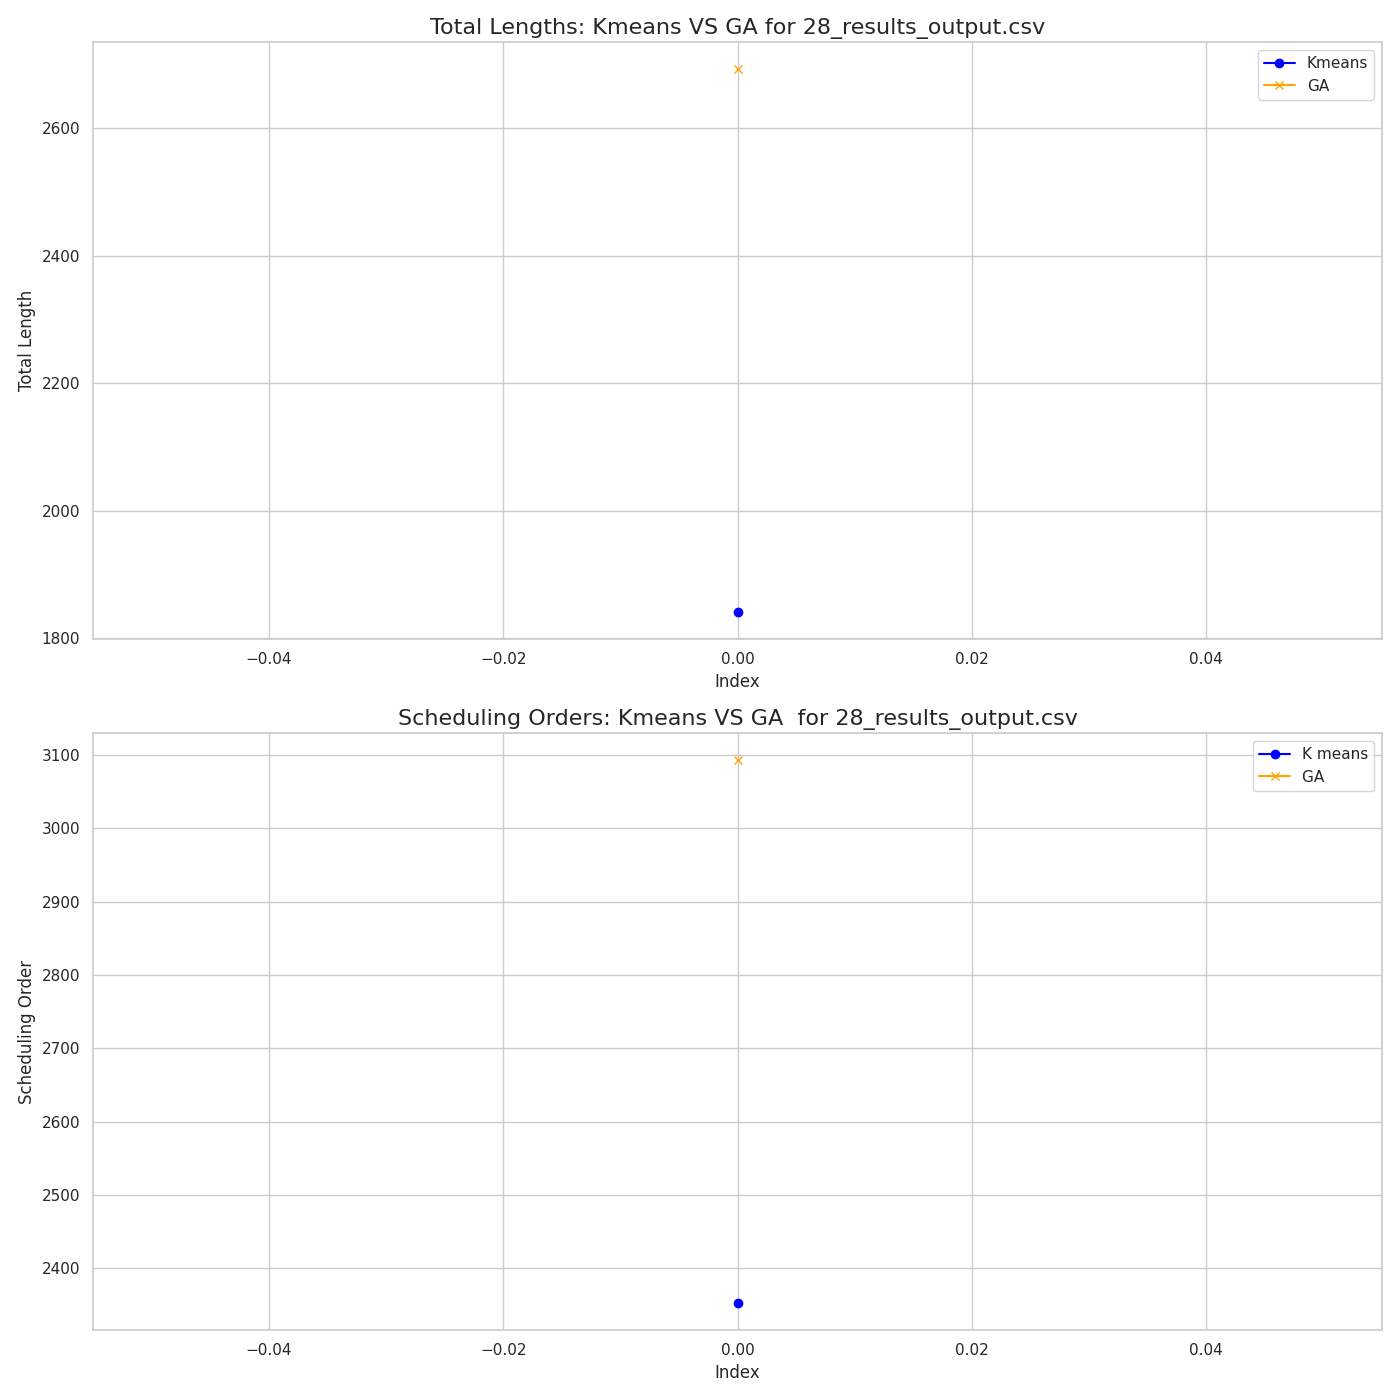 Total Lengths: Kmeans VS GA for 28_results_output.csv
Kmeans
GA
Total Length
2600
2400
2200
2000
1800
−0.04
−0.02
0.00
0.02
0.04
Index
Scheduling Orders: Kmeans VS GA  for 28_results_output.csv
K means
GA
Scheduling Order
3100
3000
2900
2800
2700
2600
2500
2400
−0.04
−0.02
0.00
0.02
0.04
Index